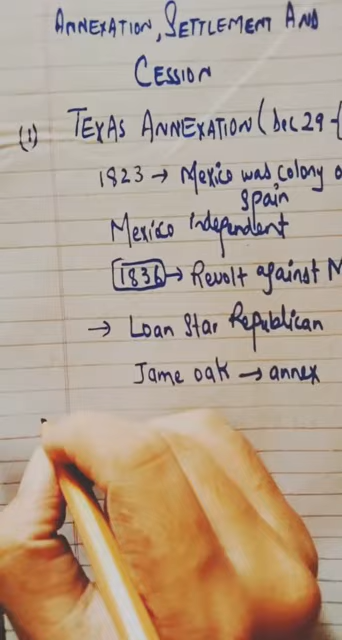 ANNEXATION, SETTLEMENT AND
CESSION
(1) TEXAS ANNEXATION (Dec 29-
1823 → Mexico was colony
Spain
Mexico independent
1836 → Revolt against
→ Loan Star Republican
Jame oak → annex